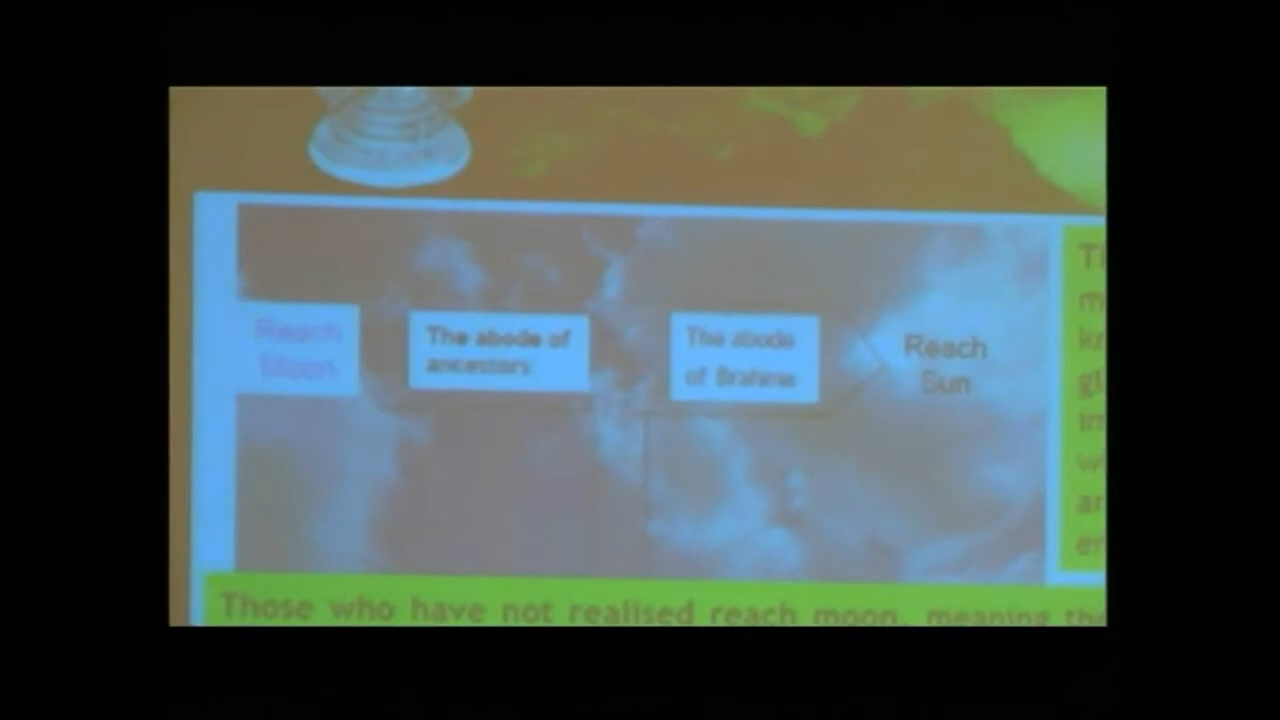 Reach
Moon
The abode of
ancestors
The abode
of Brahma
Reach
Sun
Those who have not realised reach moon, meaning